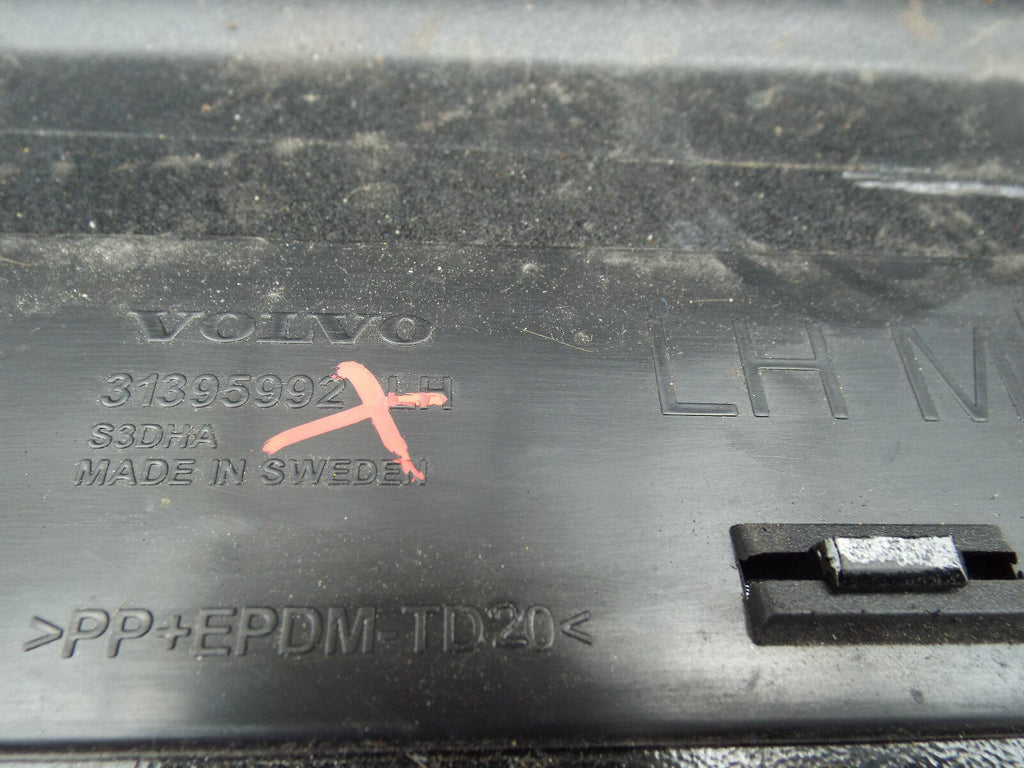 VOLVO
31395992 LH
S3DHA
MADE IN SWEDEN
>PP+EPDM-TD20<
LH M